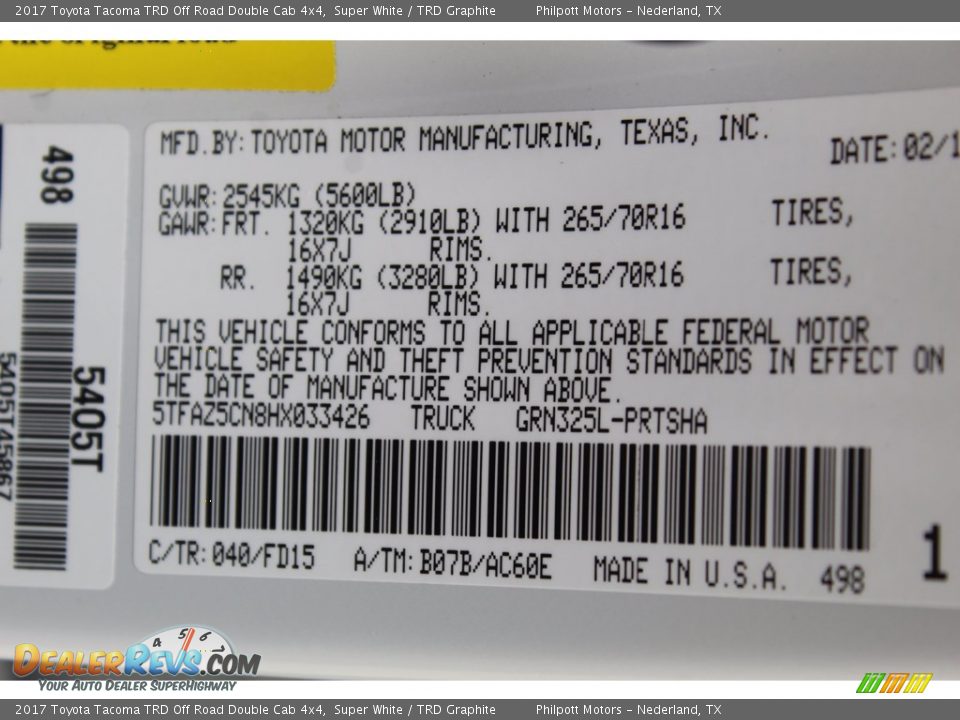 2017 Toyota Tacoma TRD Off Road Double Cab 4x4, Super White / TRD Graphite Philpott Motors - Nederland, TX
MFD.BY: TOYOTA MOTOR MANUFACTURING, TEXAS, INC.
DATE: 02/1
GVWR: 2545KG (5600LB)
GAWR: FRT. 1320KG (2910LB) WITH 265/70R16 TIRES,
16X7J RIMS.
RR. 1490KG (3280LB) WITH 265/70R16 TIRES,
16X7J RIMS.
THIS VEHICLE CONFORMS TO ALL APPLICABLE FEDERAL MOTOR
VEHICLE SAFETY AND THEFT PREVENTION STANDARDS IN EFFECT ON
THE DATE OF MANUFACTURE SHOWN ABOVE.
5TFAZ5CN8HX033426 TRUCK GRN325L-PRTSHA
C/TR: 040/FD15 A/TM: B07B/AC60E MADE IN U.S.A. 498
1
498
5405T
5405T45867
4 5 6
DealerRevs.com
Your Auto Dealer SuperHighway
2017 Toyota Tacoma TRD Off Road Double Cab 4x4, Super White / TRD Graphite Philpott Motors - Nederland, TX